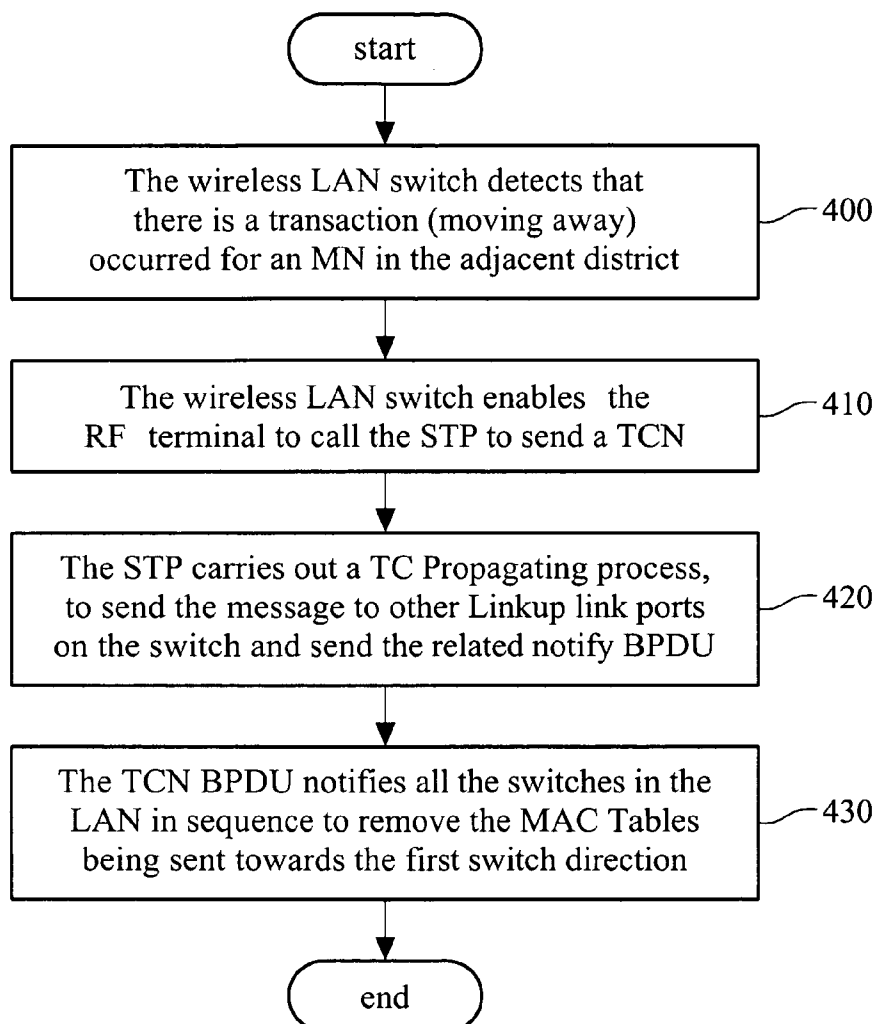 start
The wireless LAN switch detects that
there is a transaction (moving away)
occurred for an MN in the adjacent district
400
The wireless LAN switch enables the
RF terminal to call the STP to send a TCN
410
The STP carries out a TC Propagating process,
to send the message to other Linkup link ports
on the switch and send the related notify BPDU
420
The TCN BPDU notifies all the switches in the
LAN in sequence to remove the MAC Tables
being sent towards the first switch direction
430
end